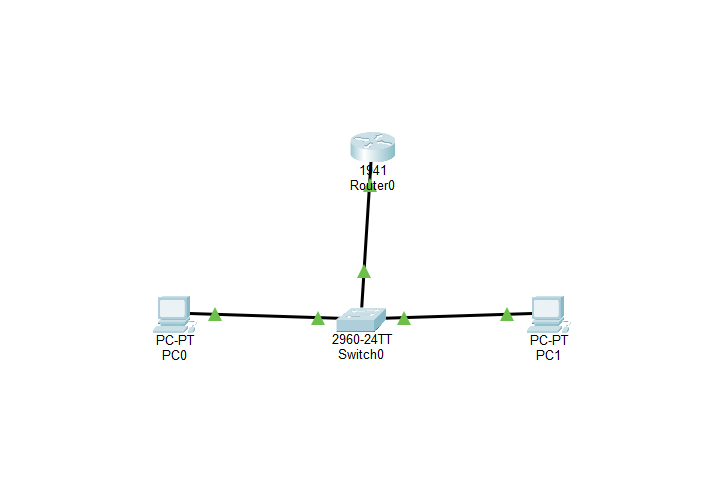 1941
Router0
PC-PT
PC0
2960-24TT
Switch0
PC-PT
PC1